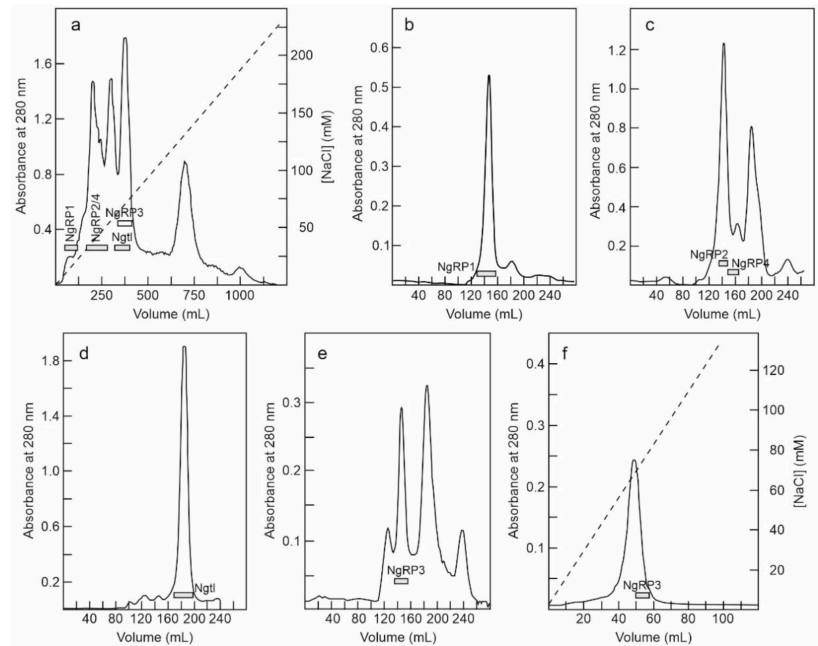 a
Absorbance at 280 nm
1.6
1.2
0.8
0.4
NgRP1
NgRP2/4
NgRP3
Ngtl
200
150
100
50
[NaCl] (mM)
250 500 750 1000
Volume (mL)
b
Absorbance at 280 nm
0.6
0.5
0.4
0.3
0.2
0.1
NgRP1
40 80 120 160 200 240
Volume (mL)
c
Absorbance at 280 nm
1.2
1.0
0.8
0.6
0.4
0.2
NgRP2
NgRP4
40 80 120 160 200 240
Volume (mL)
d
Absorbance at 280 nm
1.8
1.4
1.0
0.6
0.2
Ngtl
40 80 120 160 200 240
Volume (mL)
e
Absorbance at 280 nm
0.3
0.2
0.1
NgRP3
40 80 120 160 200 240
Volume (mL)
f
Absorbance at 280 nm
0.4
0.3
0.2
0.1
NgRP3
120
100
80
60
40
20
[NaCl] (mM)
20 40 60 80 100
Volume (mL)